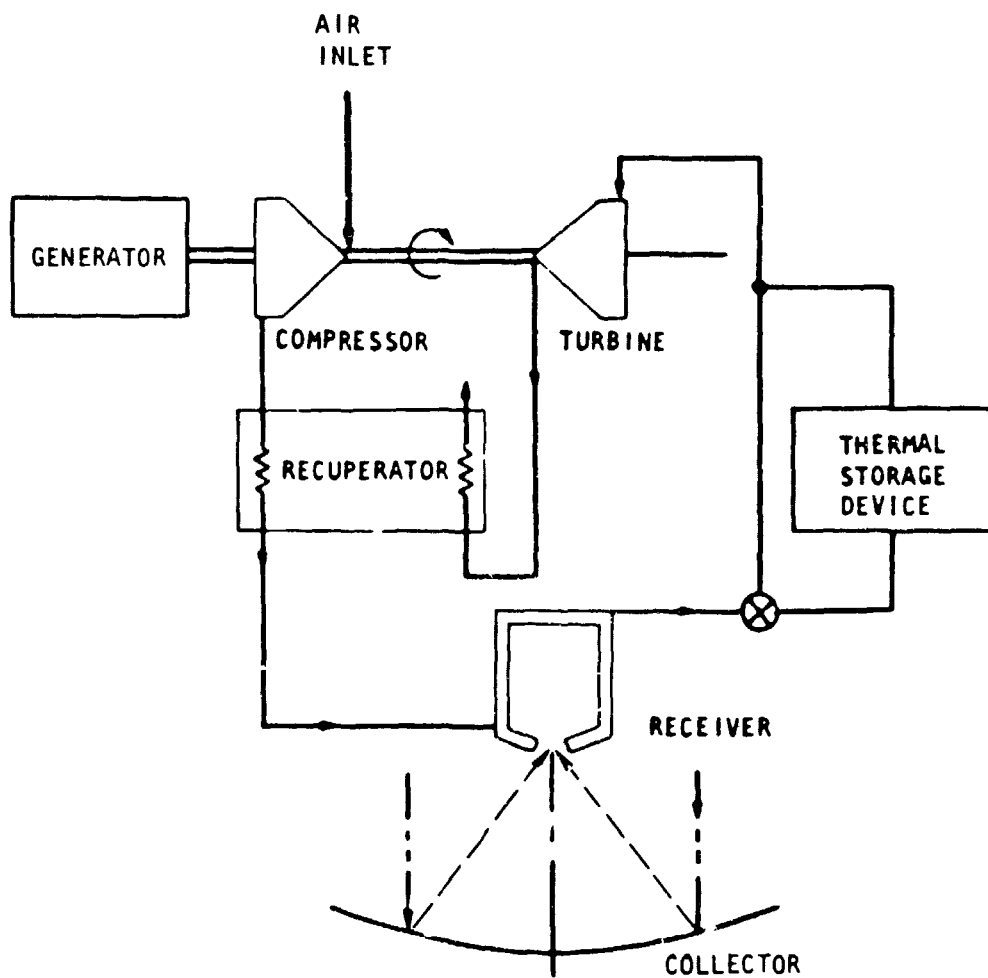 AIR
INLET
GENERATOR
COMPRESSOR
TURBINE
RECUPERATOR
THERMAL
STORAGE
DEVICE
RECEIVER
COLLECTOR